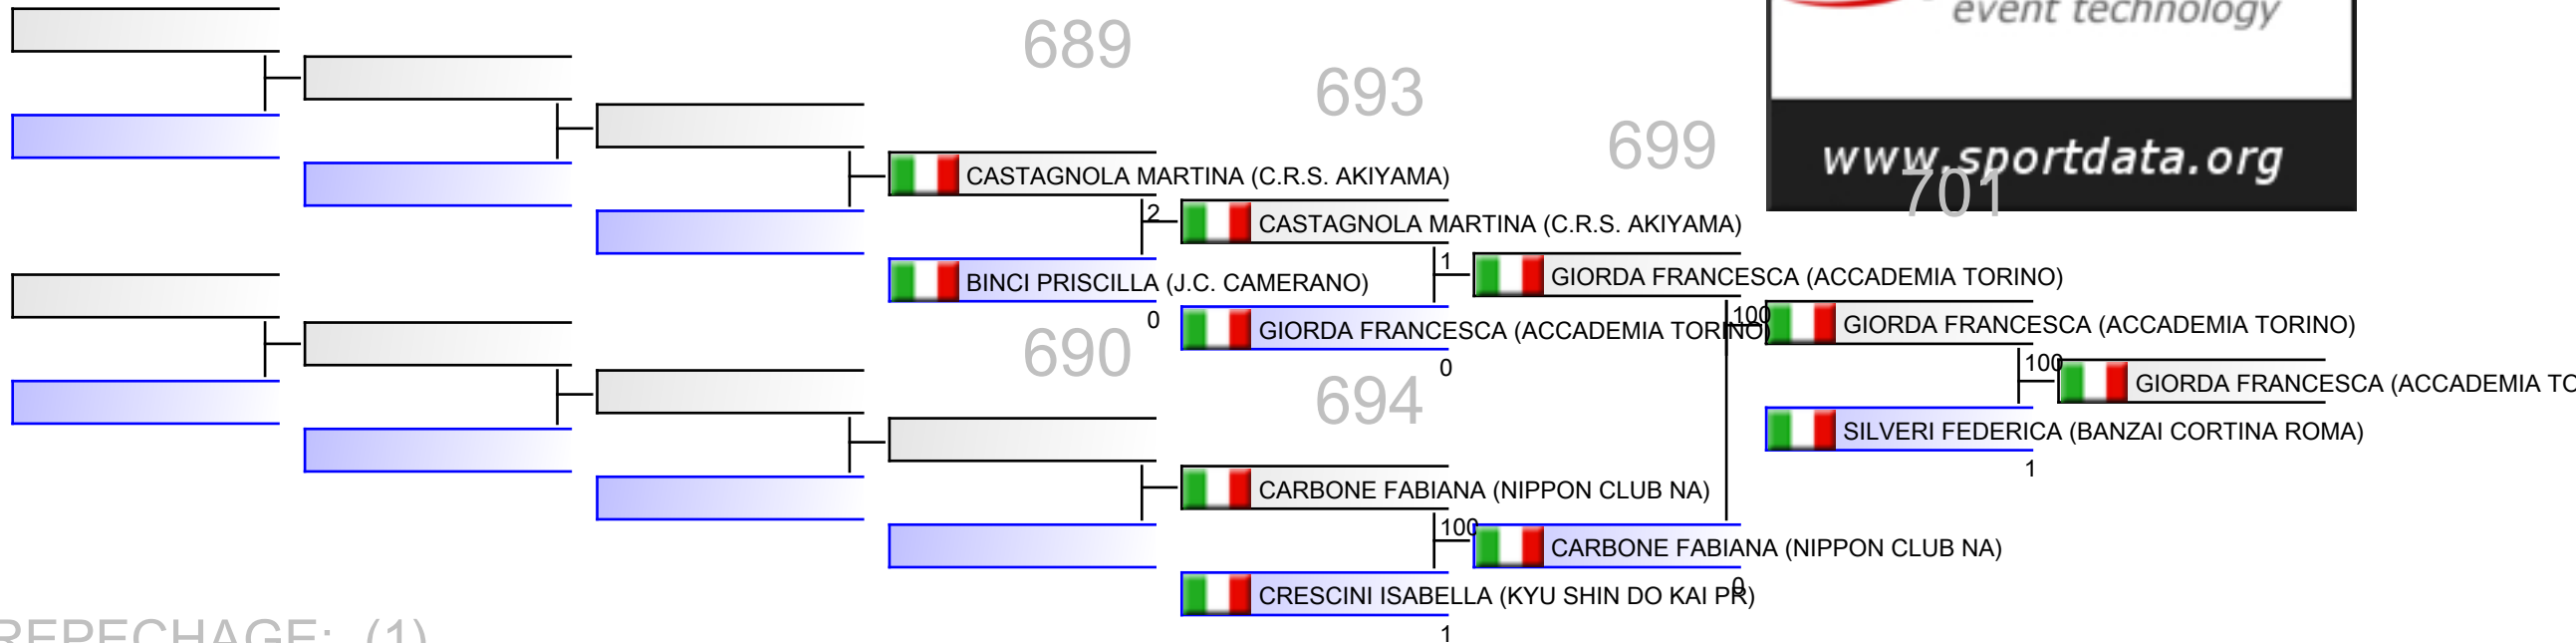 event technology
689
693
699
www.sportdata.org
701
CASTAGNOLA MARTINA (C.R.S. AKIYAMA)
2
CASTAGNOLA MARTINA (C.R.S. AKIYAMA)
BINCI PRISCILLA (J.C. CAMERANO)
0
1
GIORDA FRANCESCA (ACCADEMIA TORINO)
GIORDA FRANCESCA (ACCADEMIA TORINO)
0
100
GIORDA FRANCESCA (ACCADEMIA TORINO)
690
694
100
GIORDA FRANCESCA (ACCADEMIA TO
SILVERI FEDERICA (BANZAI CORTINA ROMA)
1
CARBONE FABIANA (NIPPON CLUB NA)
100
CARBONE FABIANA (NIPPON CLUB NA)
0
CRESCINI ISABELLA (KYU SHIN DO KAI PR)
1
REPECHAGE: (1)